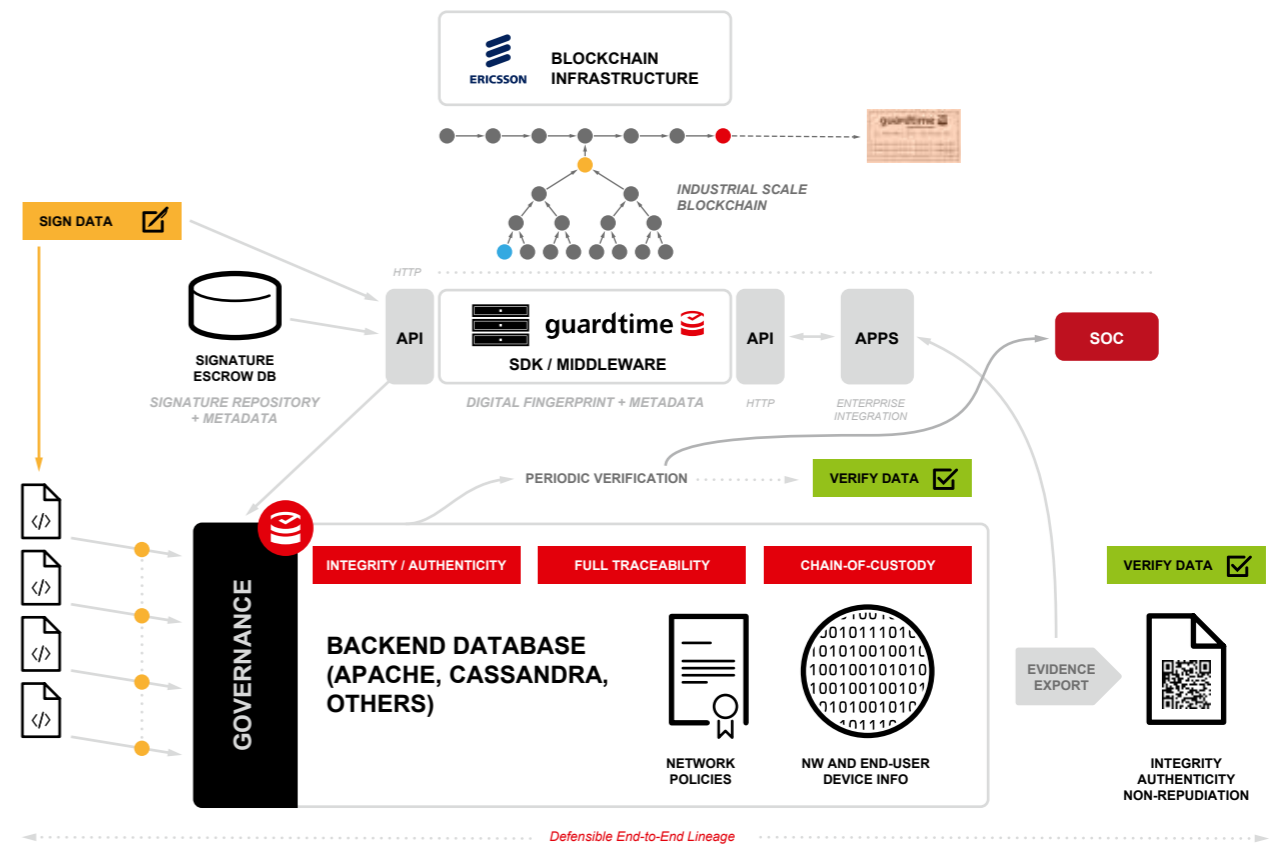 ERICSSON
BLOCKCHAIN
INFRASTRUCTURE
guardtime
INDUSTRIAL SCALE
BLOCKCHAIN
SIGN DATA
HTTP
API
guardtime
SDK / MIDDLEWARE
API
APPS
SOC
SIGNATURE
ESCROW DB
SIGNATURE REPOSITORY
+ METADATA
DIGITAL FINGERPRINT + METADATA
HTTP
ENTERPRISE
INTEGRATION
PERIODIC VERIFICATION
VERIFY DATA
</>
</>
</>
</>
GOVERNANCE
INTEGRITY / AUTHENTICITY
FULL TRACEABILITY
CHAIN-OF-CUSTODY
VERIFY DATA
BACKEND DATABASE
(APACHE, CASSANDRA,
OTHERS)
NETWORK
POLICIES
NW AND END-USER
DEVICE INFO
EVIDENCE
EXPORT
INTEGRITY
AUTHENTICITY
NON-REPUDIATION
Defensible End-to-End Lineage